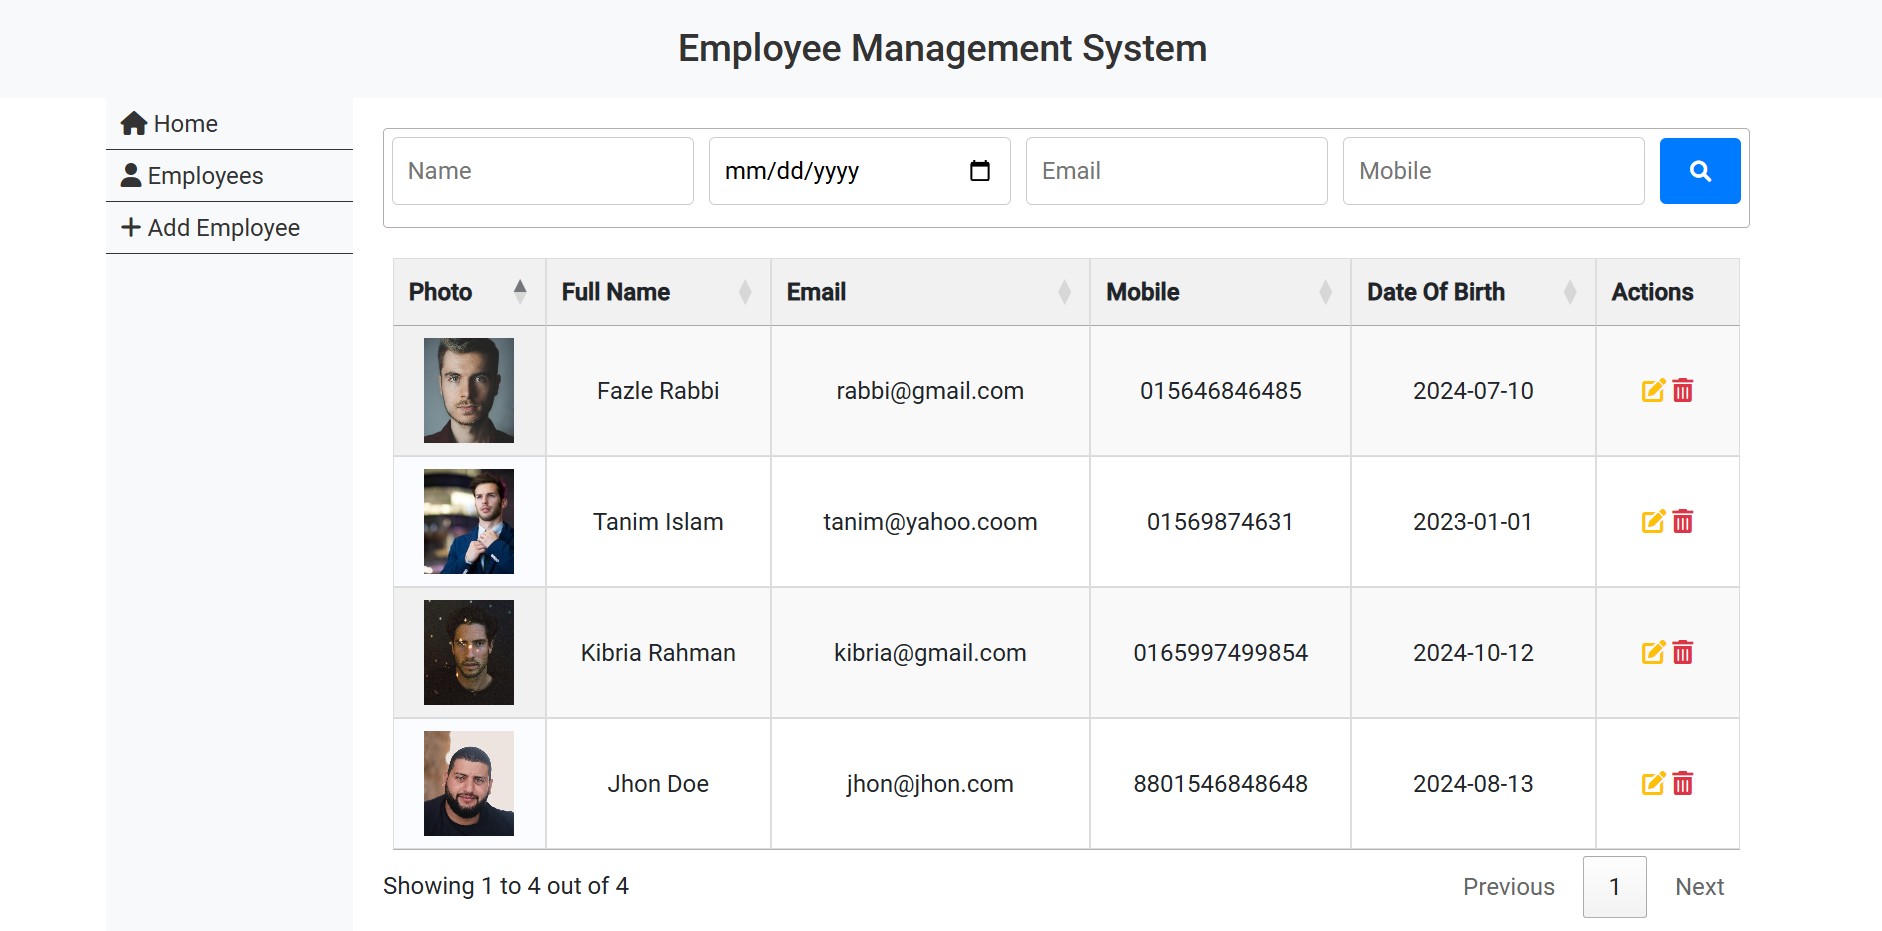 Employee Management System
Home
Employees
Add Employee
Name mm/dd/yyyy Email Mobile
Photo Full Name Email Mobile Date Of Birth Actions
Fazle Rabbi rabbi@gmail.com 015646846485 2024-07-10
Tanim Islam tanim@yahoo.coom 01569874631 2023-01-01
Kibria Rahman kibria@gmail.com 0165997499854 2024-10-12
Jhon Doe jhon@jhon.com 8801546848648 2024-08-13
Showing 1 to 4 out of 4 Previous 1 Next